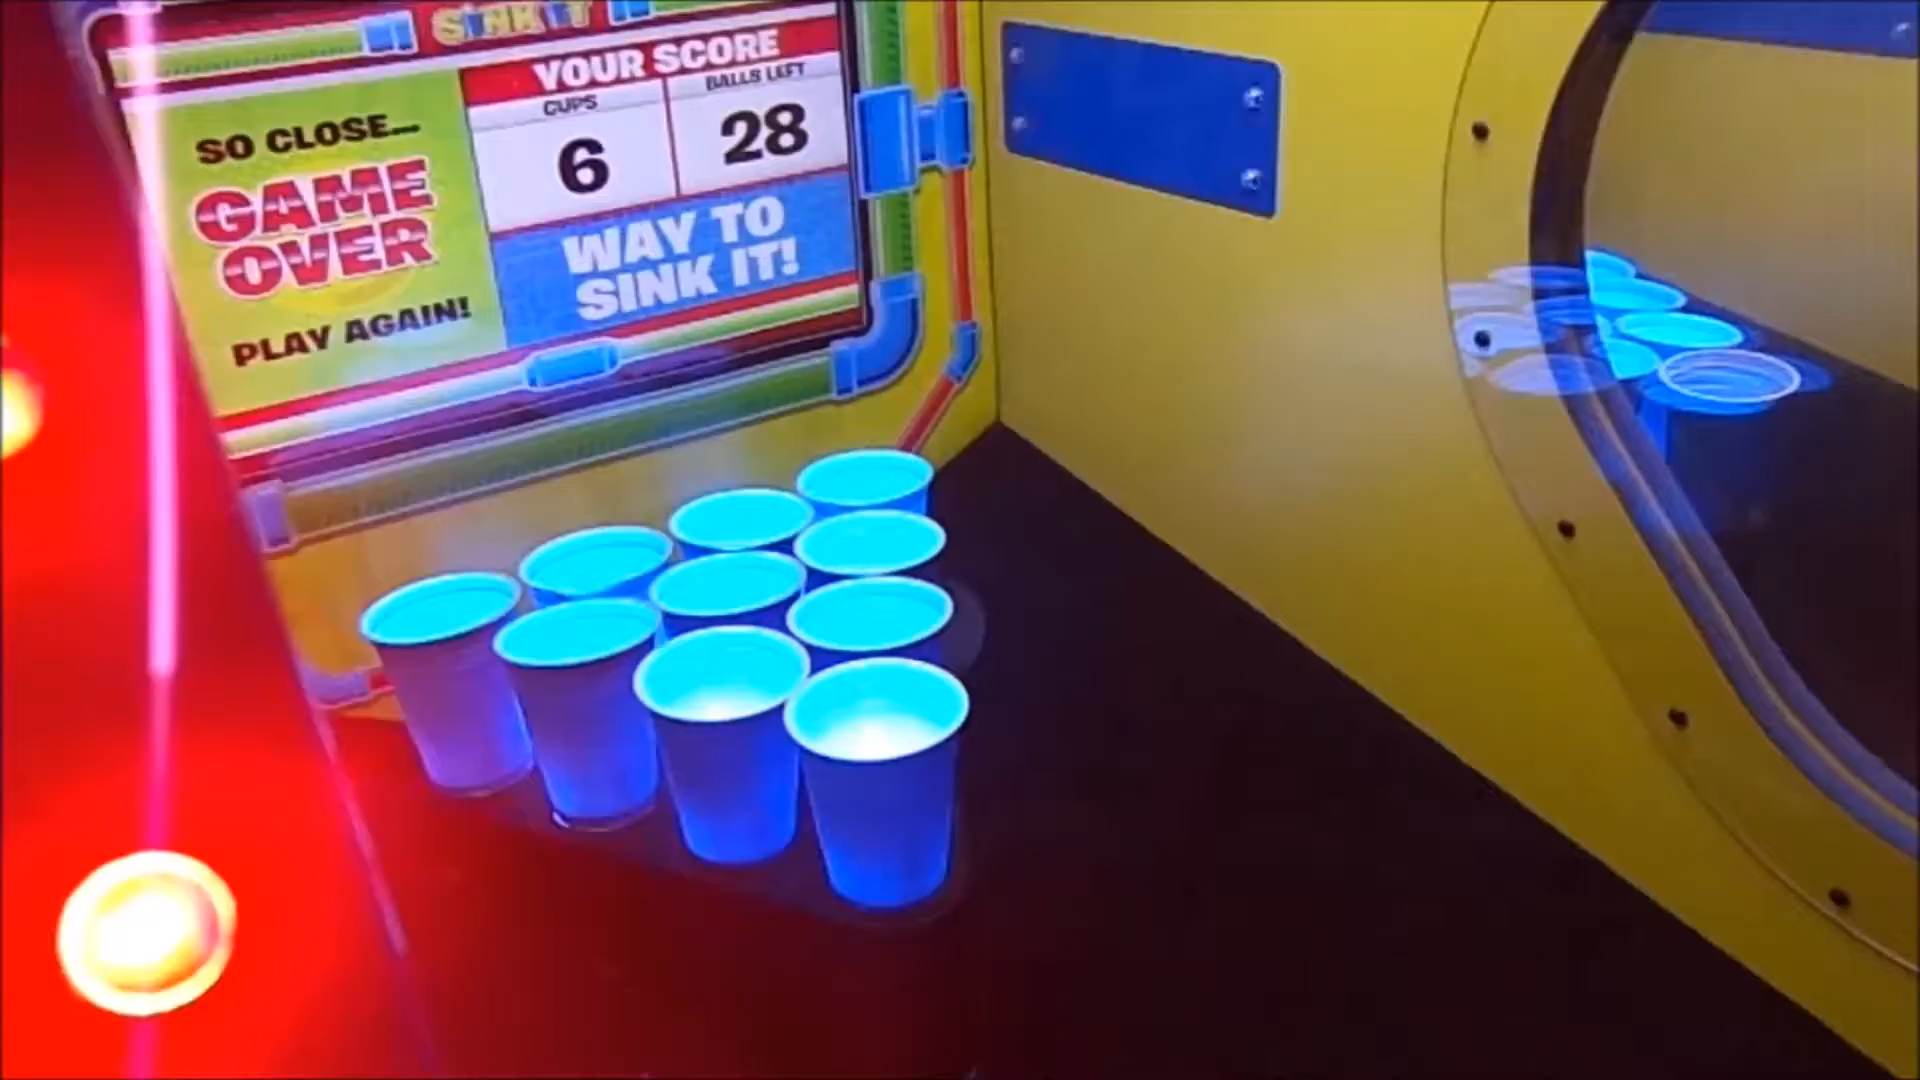 SINK IT
YOUR SCORE
CUPS
BALLS LEFT
6
28
SO CLOSE...
GAME
OVER
PLAY AGAIN!
WAY TO
SINK IT!